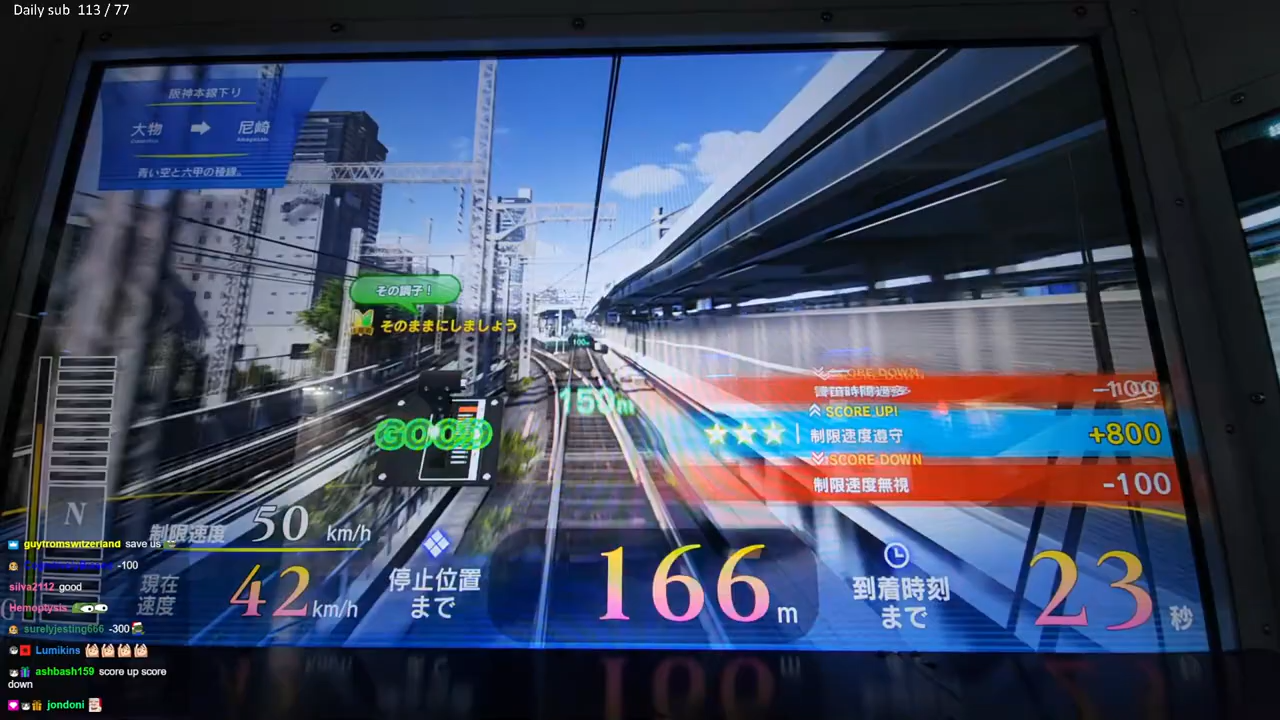 Daily sub 113 / 77
阪神本線下り
大物 → 尼崎
青い空と六甲の稜線。
その調子！
そのままにしましょう
100m
150m
GOOD
SCORE DOWN
-100
SCORE UP!
制限速度遵守
+800
SCORE DOWN
制限速度無視
-100
N
制限速度 50 km/h
現在速度 42 km/h
停止位置まで 166 m
到着時刻まで 23 秒
guyfromswitzerland save us
-100
silva2112 good
Hemoptysis
surelyjesting666 -300
Lumikins
ashbash159 score up score
down
jondoni